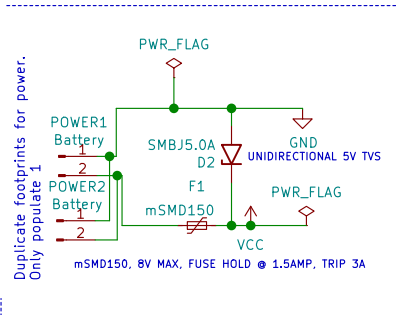 PWR_FLAG
Duplicate footprints for power.
Only populate 1
POWER1
Battery
1
2
POWER2
Battery
1
2
SMBJ5.0A
D2
GND
UNIDIRECTIONAL 5V TVS
F1
mSMD150
PWR_FLAG
VCC
mSMD150, 8V MAX, FUSE HOLD @ 1.5AMP, TRIP 3A